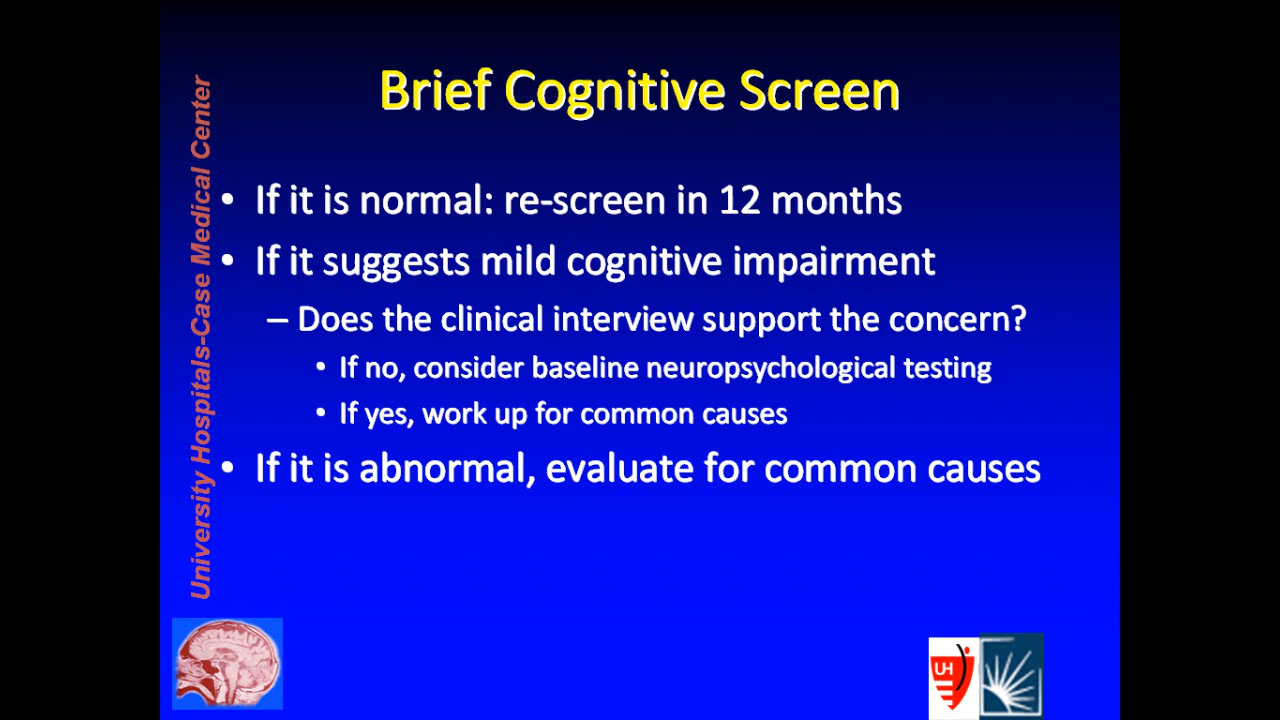 Brief Cognitive Screen
University Hospitals-Case Medical Center
• If it is normal: re-screen in 12 months
• If it suggests mild cognitive impairment
– Does the clinical interview support the concern?
• If no, consider baseline neuropsychological testing
• If yes, work up for common causes
• If it is abnormal, evaluate for common causes
UH